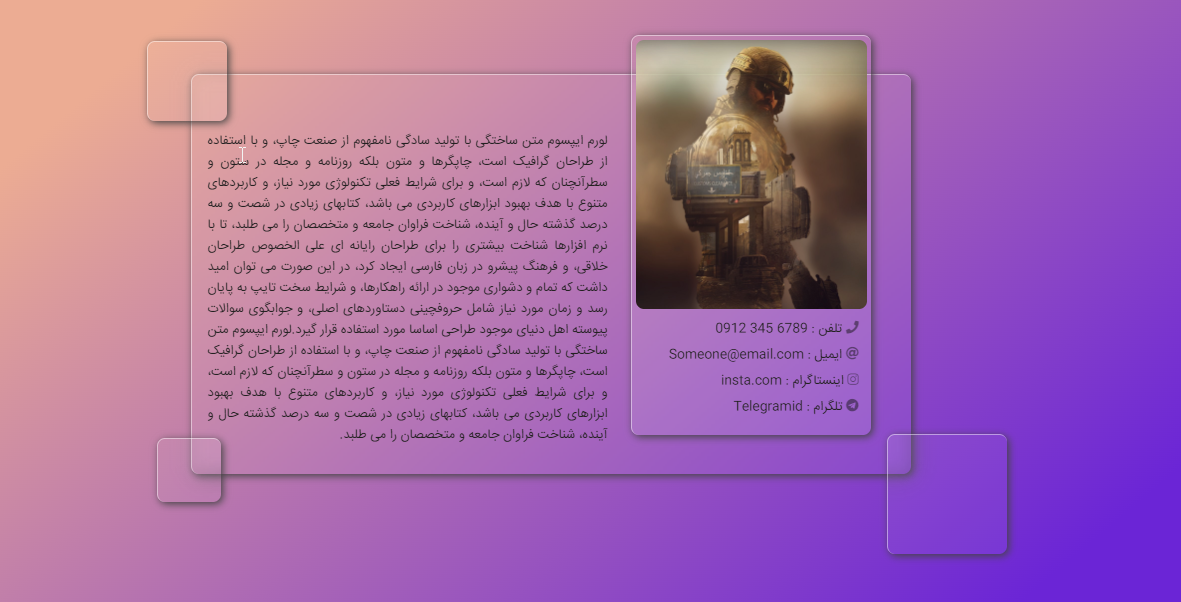 لورم ایپسوم متن ساختگی با تولید سادگی نامفهوم از صنعت چاپ، و با استفاده
از طراحان گرافیک است، چاپگرها و متون بلکه روزنامه و مجله در ستون و
سطرآنچنان که لازم است، و برای شرایط فعلی تکنولوژی مورد نیاز، و کاربردهای
متنوع با هدف بهبود ابزارهای کاربردی می باشد، کتابهای زیادی در شصت و سه
درصد گذشته حال و آینده، شناخت فراوان جامعه و متخصصان را می طلبد، تا با
نرم افزارها شناخت بیشتری را برای طراحان رایانه ای علی الخصوص طراحان
خلاقی، و فرهنگ پیشرو در زبان فارسی ایجاد کرد، در این صورت می توان امید
داشت که تمام و دشواری موجود در ارائه راهکارها، و شرایط سخت تایپ به پایان
رسد و زمان مورد نیاز شامل حروفچینی دستاوردهای اصلی، و جوابگوی سوالات
پیوسته اهل دنیای موجود طراحی اساسا مورد استفاده قرار گیرد.لورم ایپسوم متن
ساختگی با تولید سادگی نامفهوم از صنعت چاپ، و با استفاده از طراحان گرافیک
است، چاپگرها و متون بلکه روزنامه و مجله در ستون و سطرآنچنان که لازم است،
و برای شرایط فعلی تکنولوژی مورد نیاز، و کاربردهای متنوع با هدف بهبود
ابزارهای کاربردی می باشد، کتابهای زیادی در شصت و سه درصد گذشته حال و
آینده، شناخت فراوان جامعه و متخصصان را می طلبد.
تلفن : 6789 345 0912
ایمیل : Someone@email.com
اینستاگرام : insta.com
تلگرام : Telegramid